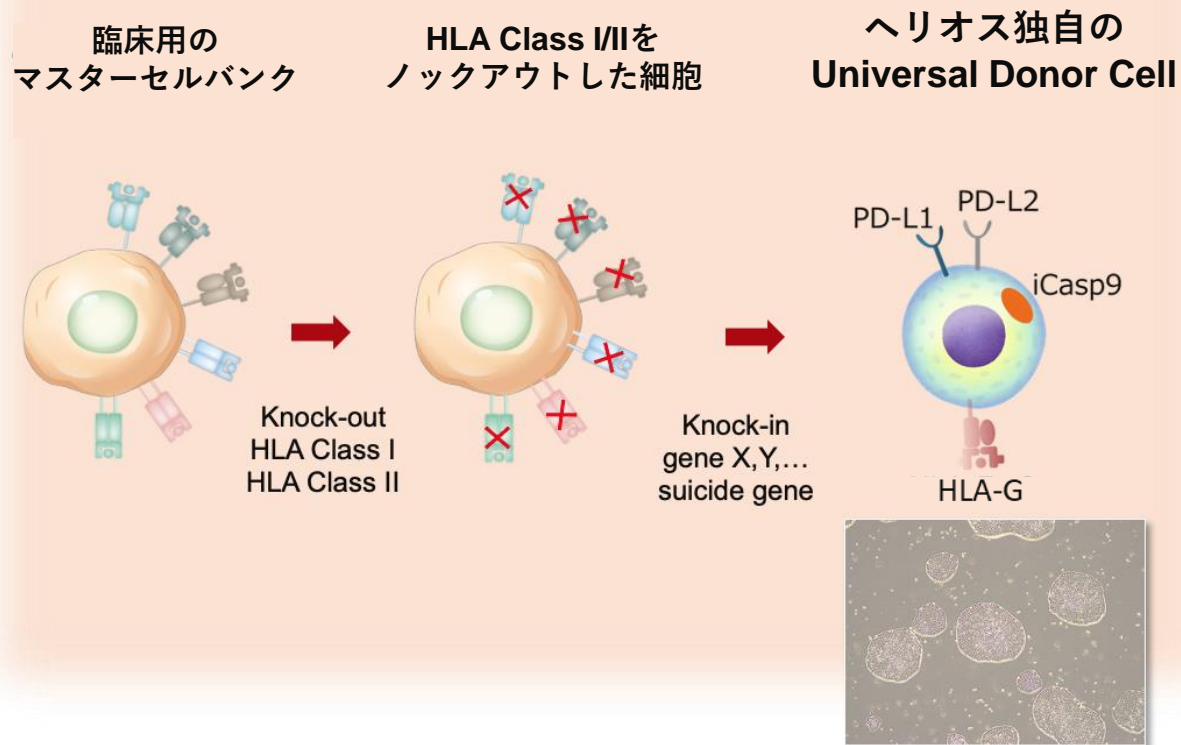 臨床用の
マスターセルバンク
HLA Class I/IIを
ノックアウトした細胞
ヘリオス独自の
Universal Donor Cell
Knock-out
HLA Class I
HLA Class II
Knock-in
gene X,Y,...
suicide gene
PD-L1
PD-L2
iCasp9
HLA-G